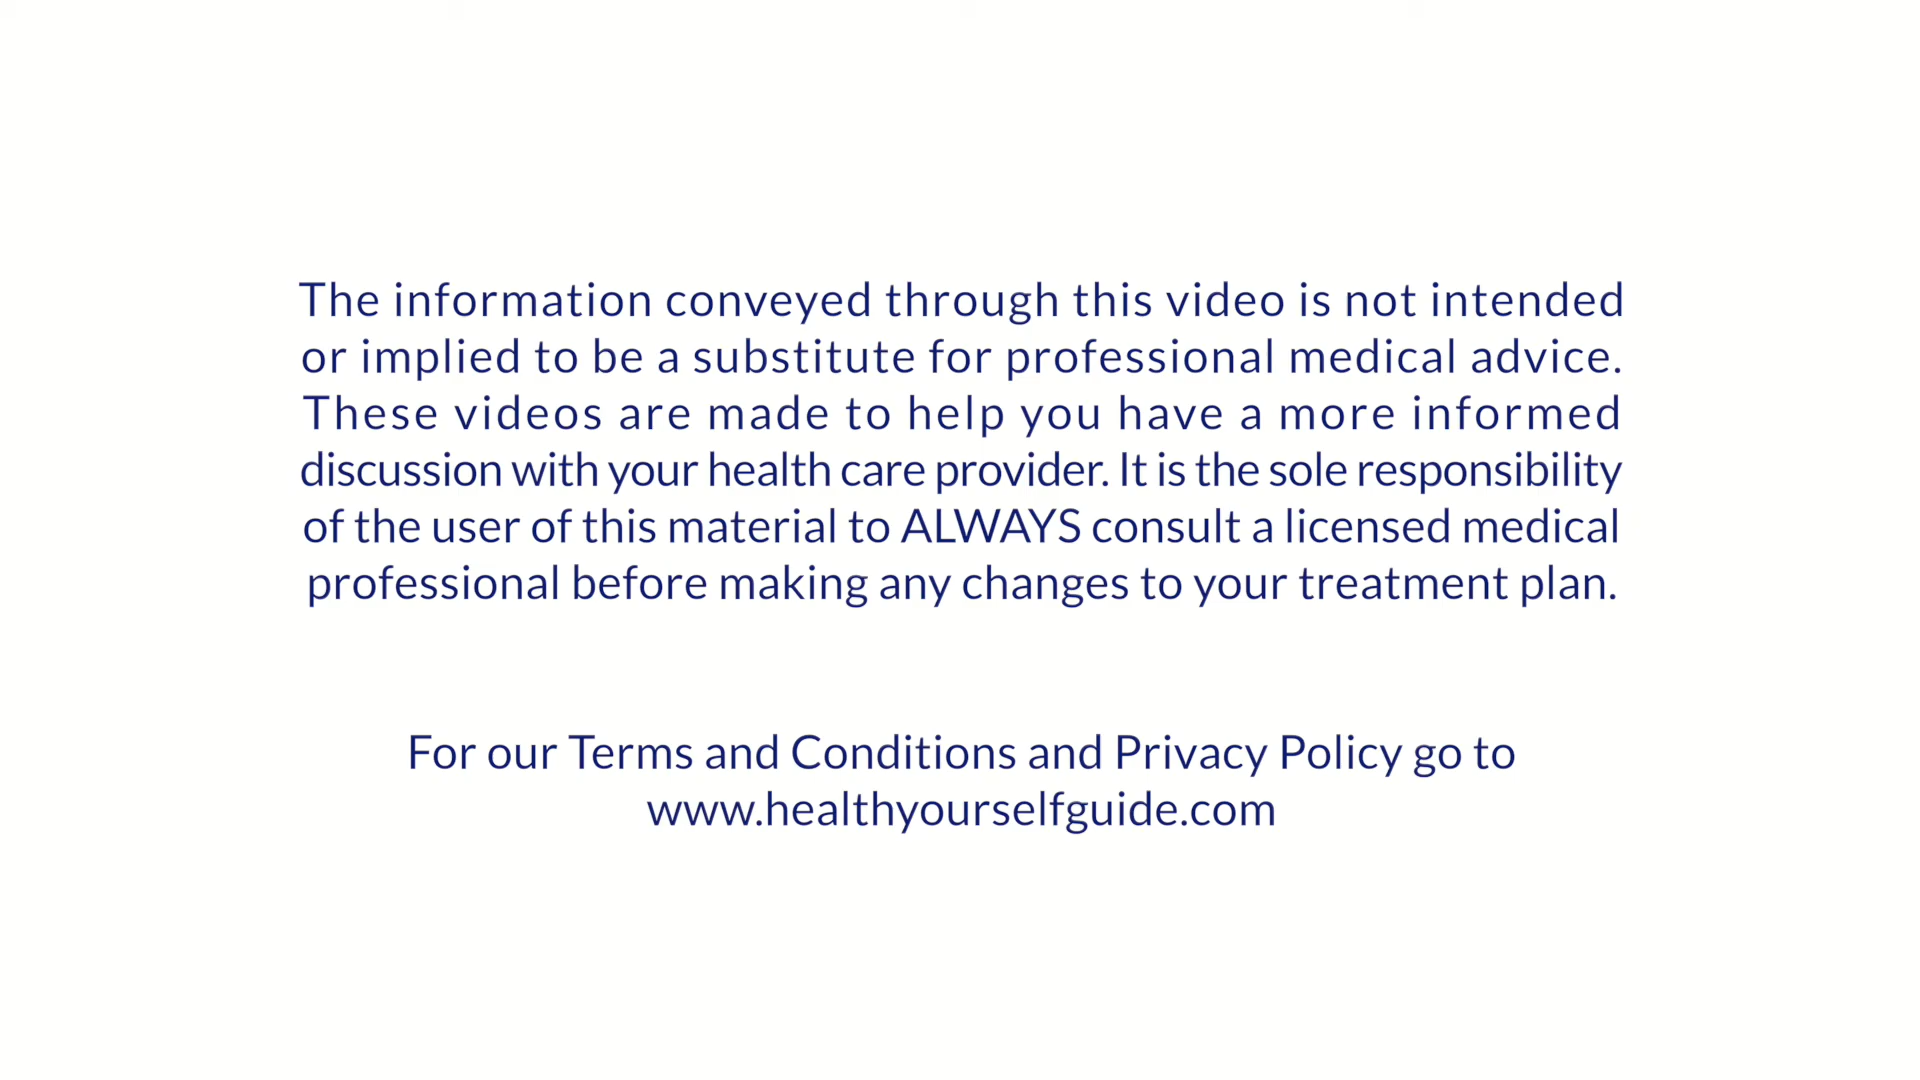 The information conveyed through this video is not intended
or implied to be a substitute for professional medical advice.
These videos are made to help you have a more informed
discussion with your health care provider. It is the sole responsibility
of the user of this material to ALWAYS consult a licensed medical
professional before making any changes to your treatment plan.
For our Terms and Conditions and Privacy Policy go to
www.healthyourselfguide.com